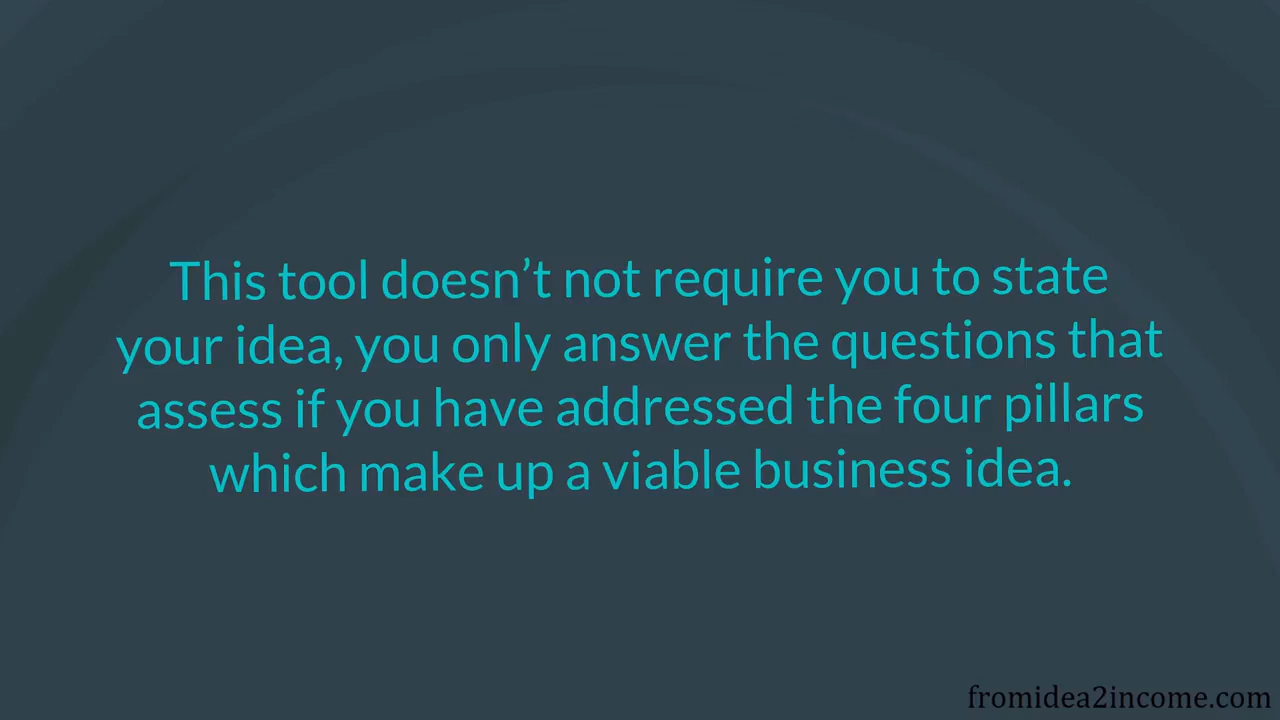 This tool doesn’t not require you to state
your idea, you only answer the questions that
assess if you have addressed the four pillars
which make up a viable business idea.
fromidea2income.com